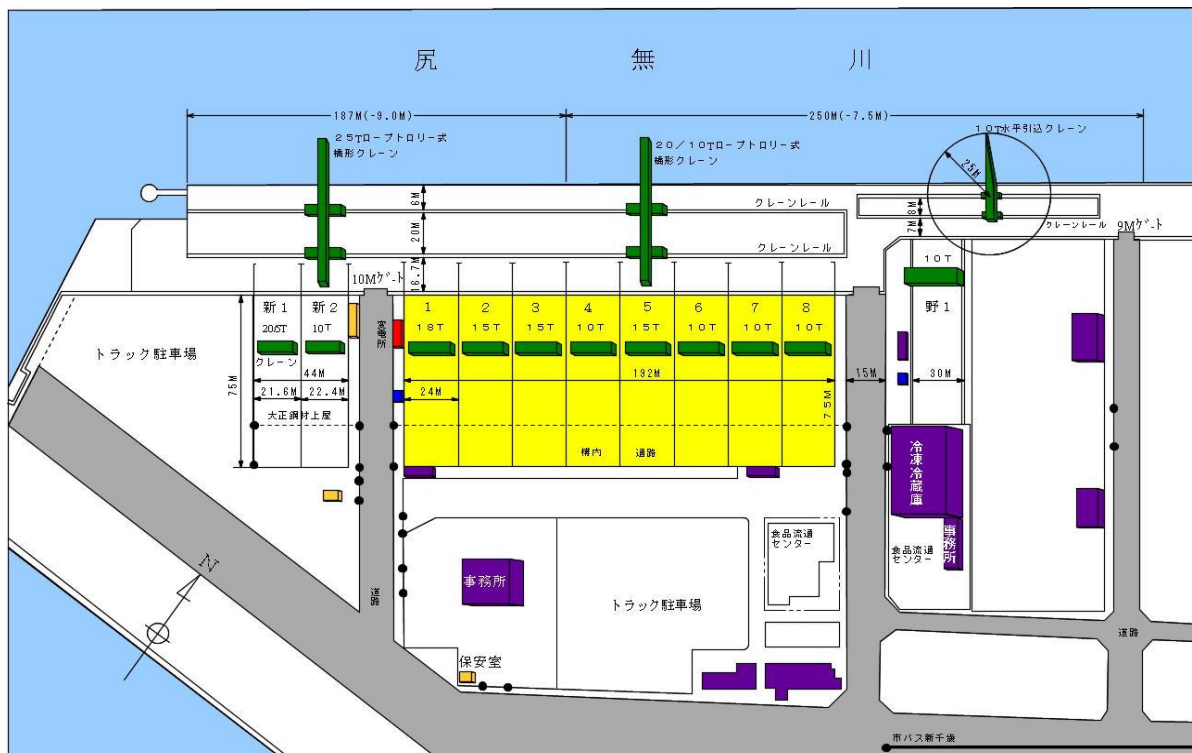 尻無川
187M(-9.0M)
250M(-7.5M)
25Tロープトロリー式
橋形クレーン
20/10Tロープトロリー式
橋形クレーン
10T水平引込クレーン
25M
6M
20M
16.7M
クレーンレール
クレーンレール
8M
7M
クレーンレール
9Mゲート
10Mゲート
新1
20/5T
クレーン
新2
10T
変電所
1
18T
2
15T
3
15T
4
10T
5
15T
6
10T
7
10T
8
10T
10T
野1
トラック駐車場
75M
44M
21.6M
22.4M
大正鋼材上屋
24M
192M
75M
15M
30M
構内 道路
冷凍冷蔵庫
事務所
食品流通
センター
食品流通
センター
事務所
トラック駐車場
道路
道路
保安室
N
市バス新千歳